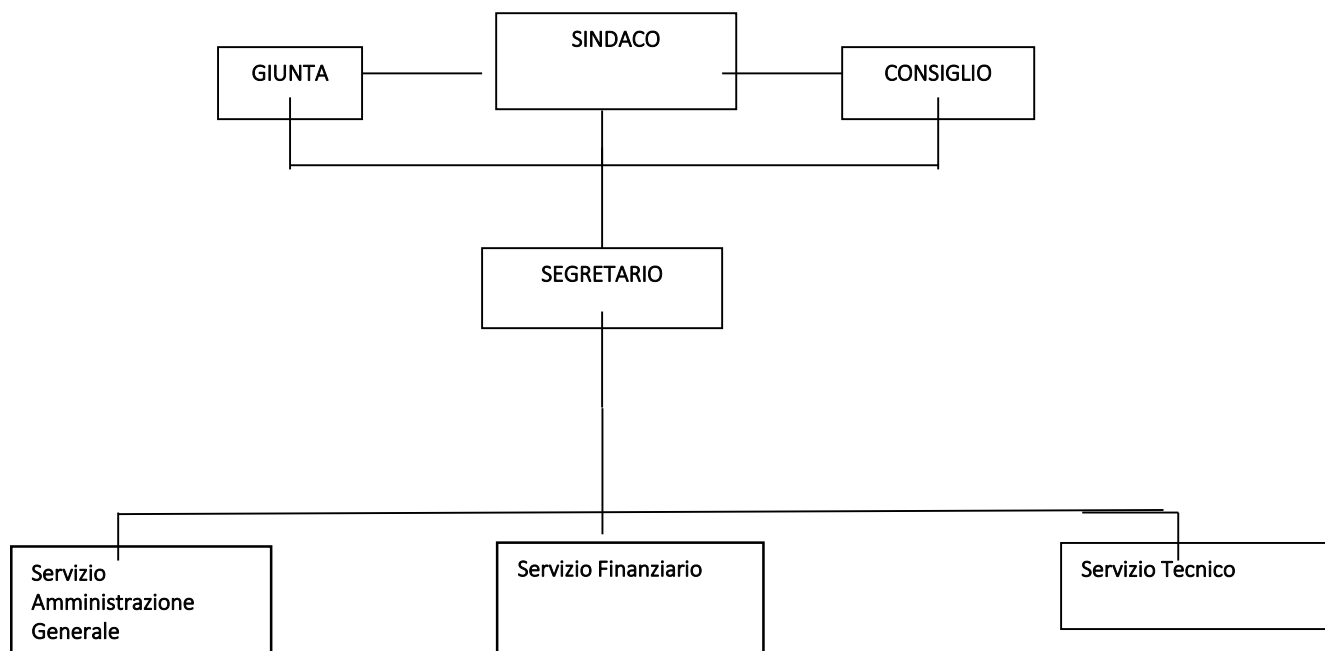 SINDACO
GIUNTA
CONSIGLIO
SEGRETARIO
Servizio
Amministrazione
Generale
Servizio Finanziario
Servizio Tecnico